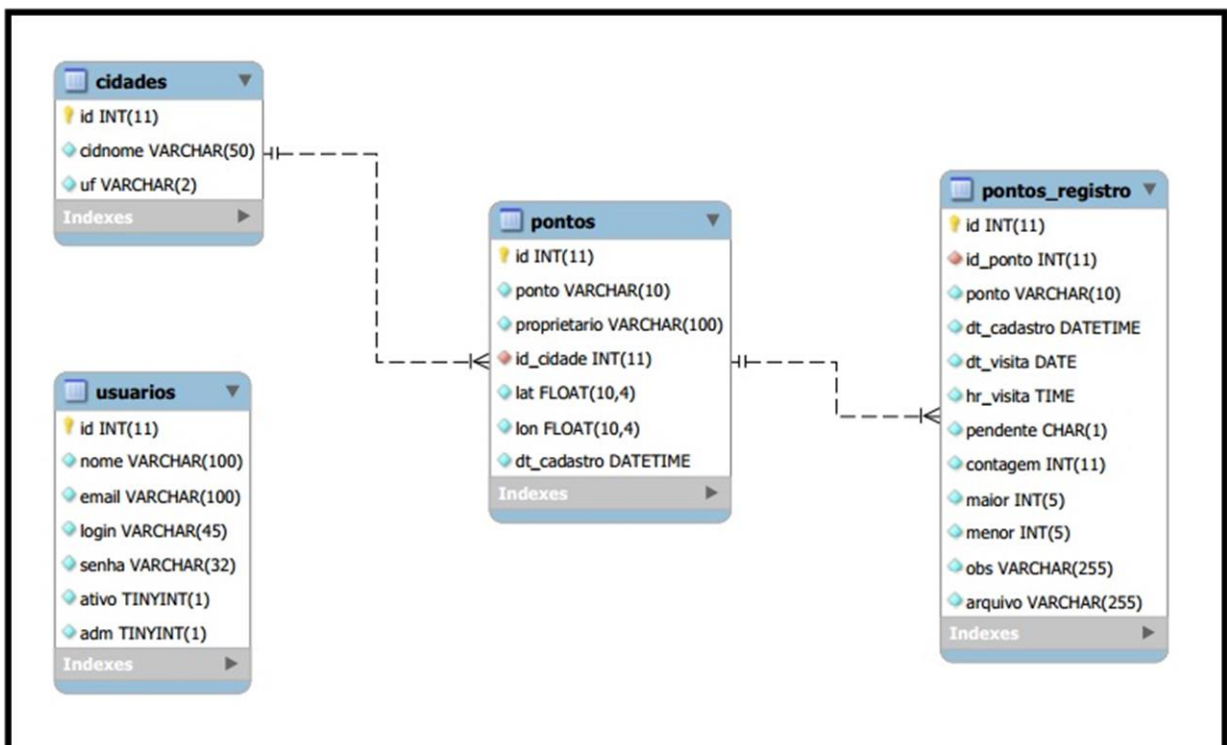 cidades
id INT(11)
cidnome VARCHAR(50)
uf VARCHAR(2)
Indexes
usuarios
id INT(11)
nome VARCHAR(100)
email VARCHAR(100)
login VARCHAR(45)
senha VARCHAR(32)
ativo TINYINT(1)
adm TINYINT(1)
Indexes
pontos
id INT(11)
ponto VARCHAR(10)
proprietario VARCHAR(100)
id_cidade INT(11)
lat FLOAT(10,4)
lon FLOAT(10,4)
dt_cadastro DATETIME
Indexes
pontos_registro
id INT(11)
id_ponto INT(11)
ponto VARCHAR(10)
dt_cadastro DATETIME
dt_visita DATE
hr_visita TIME
pendente CHAR(1)
contagem INT(11)
maior INT(5)
menor INT(5)
obs VARCHAR(255)
arquivo VARCHAR(255)
Indexes